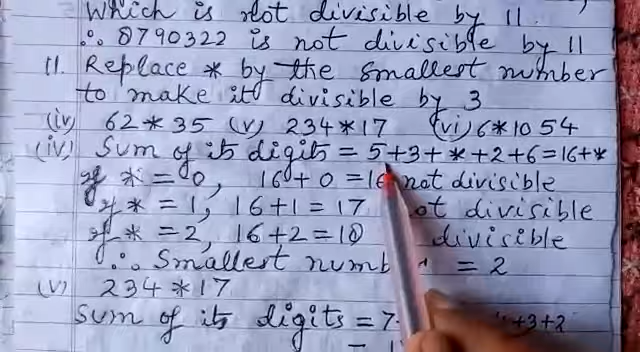 Which is not divisible by 11.
∴ 8790322 is not divisible by 11
11. Replace * by the smallest number
to make it divisible by 3
(iv) 62*35 (v) 234*17 (vi) 6*1054
(iv) Sum of its digits = 5+3+*+2+6=16+*
If * = 0, 16+0=16 not divisible
If * = 1, 16+1=17 not divisible
If * = 2, 16+2=18 divisible
∴ Smallest number = 2
(v) 234*17
Sum of its digits = 7 +3+2
=